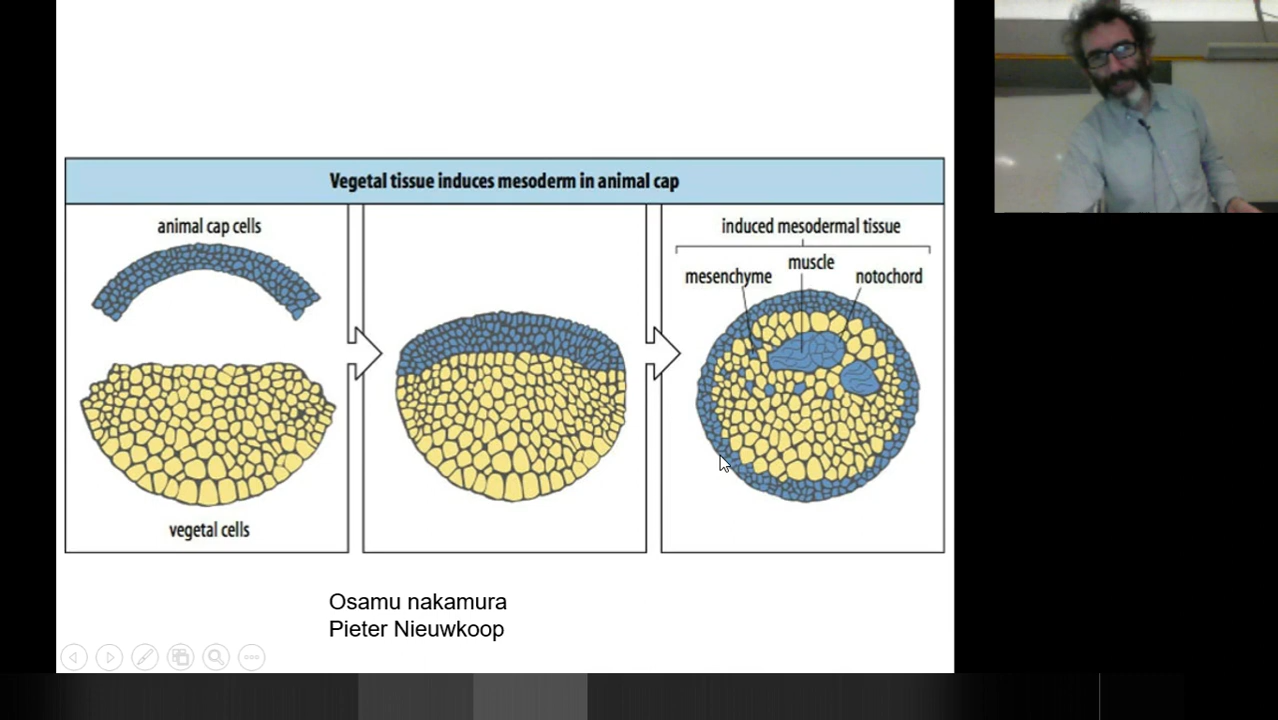 Vegetal tissue induces mesoderm in animal cap
animal cap cells
vegetal cells
induced mesodermal tissue
mesenchyme
muscle
notochord
Osamu nakamura
Pieter Nieuwkoop